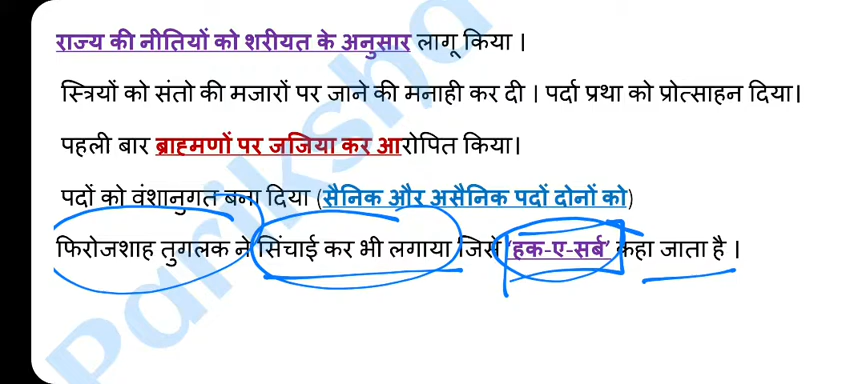 राज्य की नीतियों को शरीयत के अनुसार लागू किया ।
स्त्रियों को संतो की मजारों पर जाने की मनाही कर दी । पर्दा प्रथा को प्रोत्साहन दिया।
पहली बार ब्राह्मणों पर जजिया कर आरोपित किया।
पदों को वंशानुगत बना दिया (सैनिक और असैनिक पदों दोनों को)
फिरोजशाह तुगलक ने सिंचाई कर भी लगाया जिसे 'हक-ए-सर्ब' कहा जाता है ।